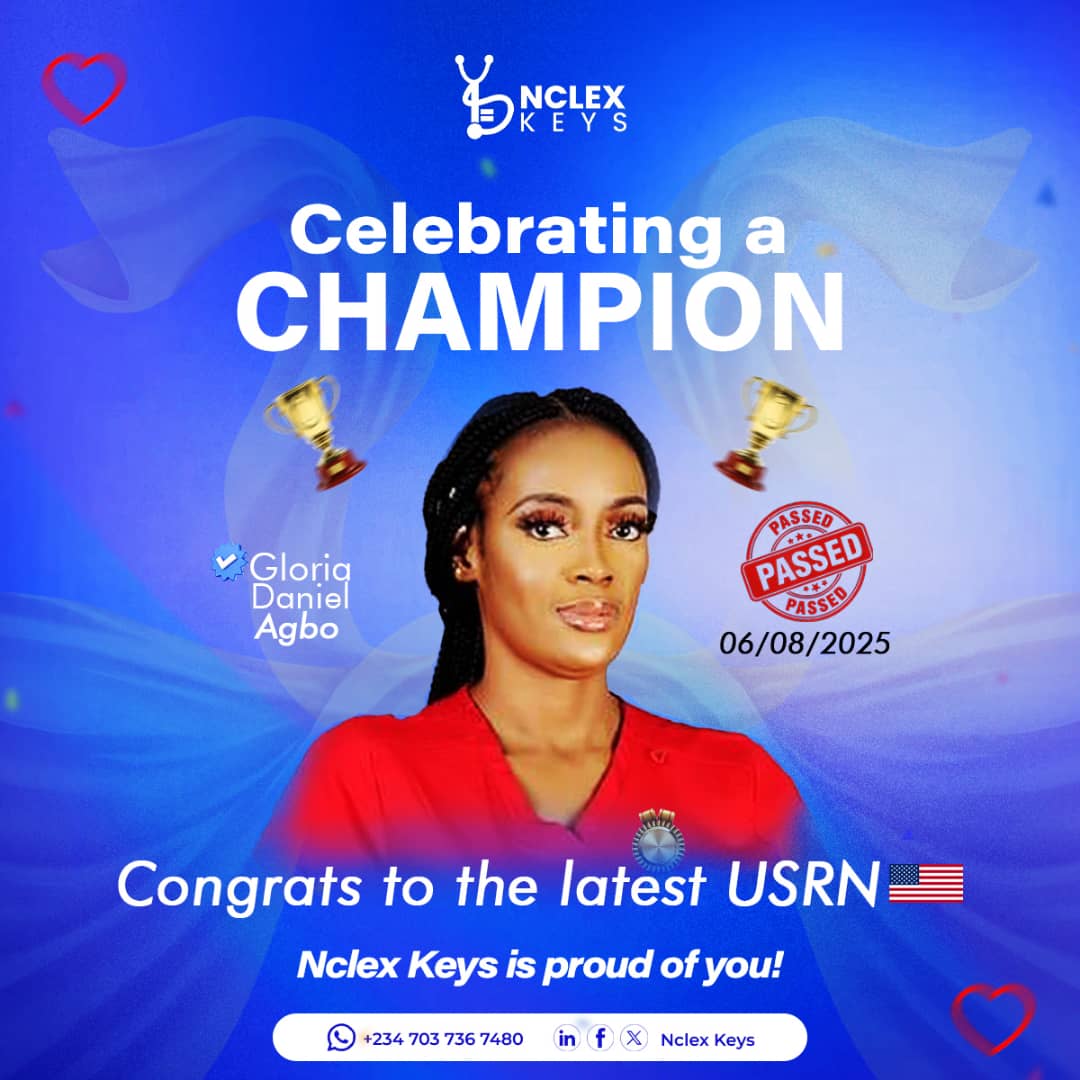 NCLEX
KEYS
Celebrating a
CHAMPION
Gloria
Daniel
Agbo
PASSED
PASSED
PASSED
06/08/2025
Congrats to the latest USRN
Nclex Keys is proud of you!
+234 703 736 7480 in f X Nclex Keys